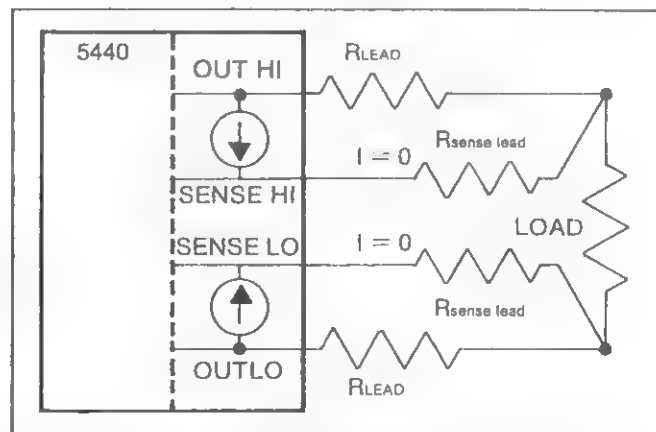 5440
OUT HI
RLEAD
I = 0
Rsense lead
SENSE HI
SENSE LO
I = 0
LOAD
Rsense lead
OUTLO
RLEAD